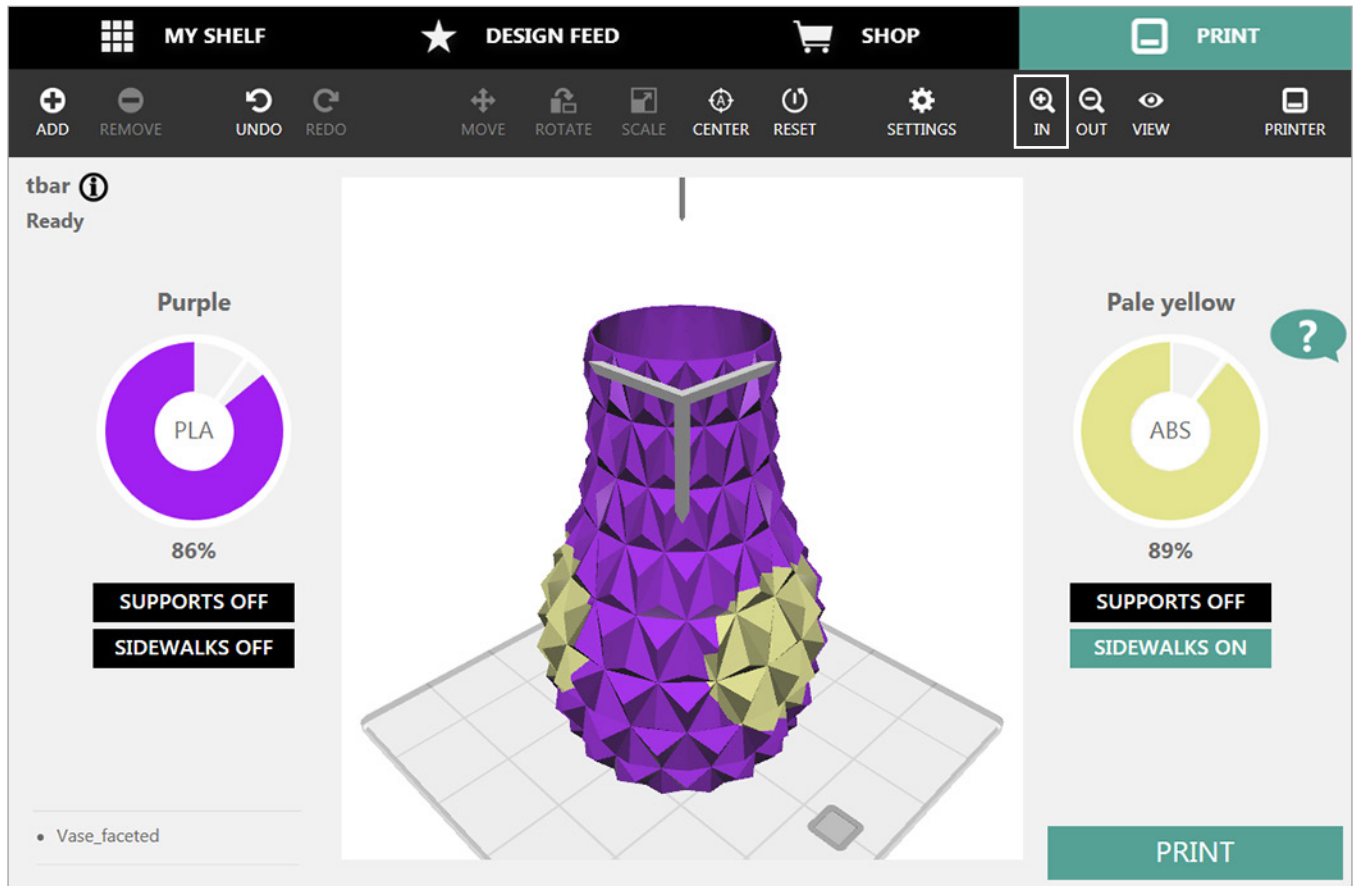 MY SHELF
DESIGN FEED
SHOP
PRINT
ADD
REMOVE
UNDO
REDO
MOVE
ROTATE
SCALE
CENTER
RESET
SETTINGS
IN
OUT
VIEW
PRINTER
tbar
Ready
Purple
PLA
86%
SUPPORTS OFF
SIDEWALKS OFF
Pale yellow
?
ABS
89%
SUPPORTS OFF
SIDEWALKS ON
• Vase_faceted
PRINT